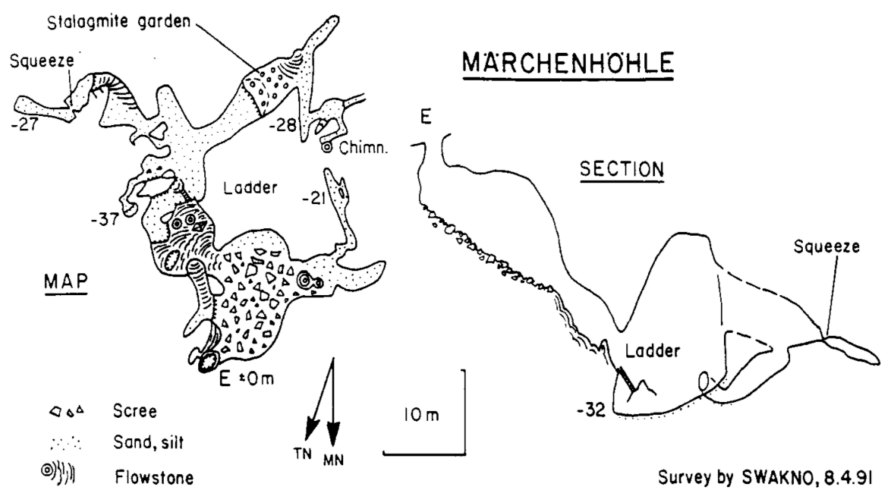 MÄRCHENHÖHLE
Stalagmite garden
Squeeze
-27
-28
Chimn.
Ladder
-21
-37
MAP
E ±0m
Scree
Sand, silt
Flowstone
TN
MN
10 m
E
SECTION
Squeeze
Ladder
-32
Survey by SWAKNO, 8.4.91